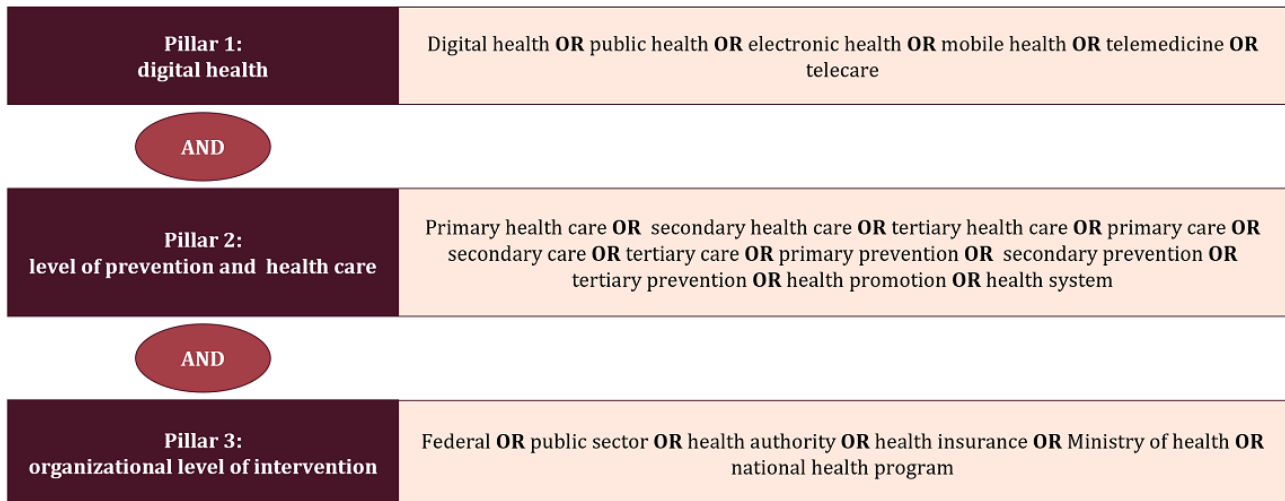 Pillar 1:
digital health
Digital health OR public health OR electronic health OR mobile health OR telemedicine OR
telecare
AND
Pillar 2:
level of prevention and health care
Primary health care OR secondary health care OR tertiary health care OR primary care OR
secondary care OR tertiary care OR primary prevention OR secondary prevention OR
tertiary prevention OR health promotion OR health system
AND
Pillar 3:
organizational level of intervention
Federal OR public sector OR health authority OR health insurance OR Ministry of health OR
national health program